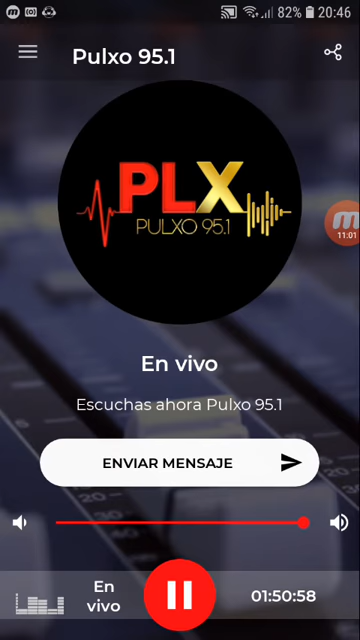 82% 20:46
Pulxo 95.1
PLX
PULXO 95.1
11:01
En vivo
Escuchas ahora Pulxo 95.1
ENVIAR MENSAJE
En
vivo
01:50:58